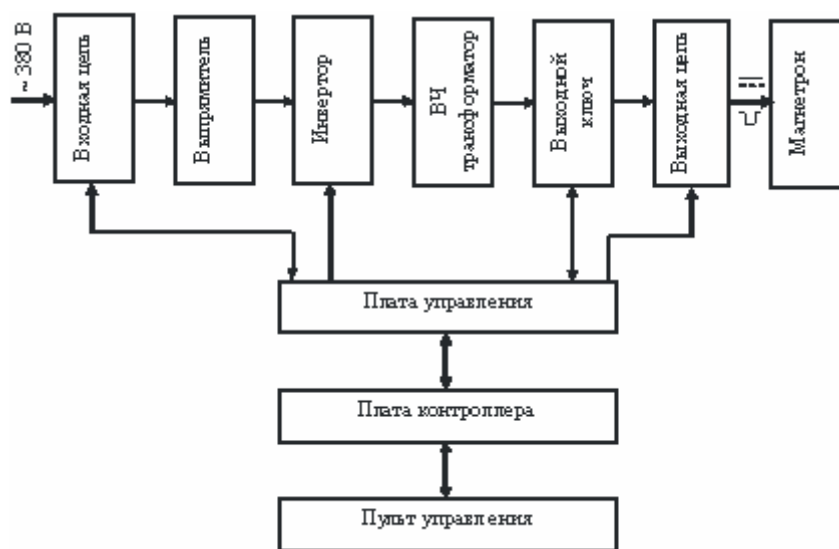 ~ 380 В
Входная цепь
Выпрямитель
Инвертор
ВЧ
трансформатор
Выходной
ключ
Выходная цепь
Магнетрон
Плата управления
Плата контроллера
Пульт управления